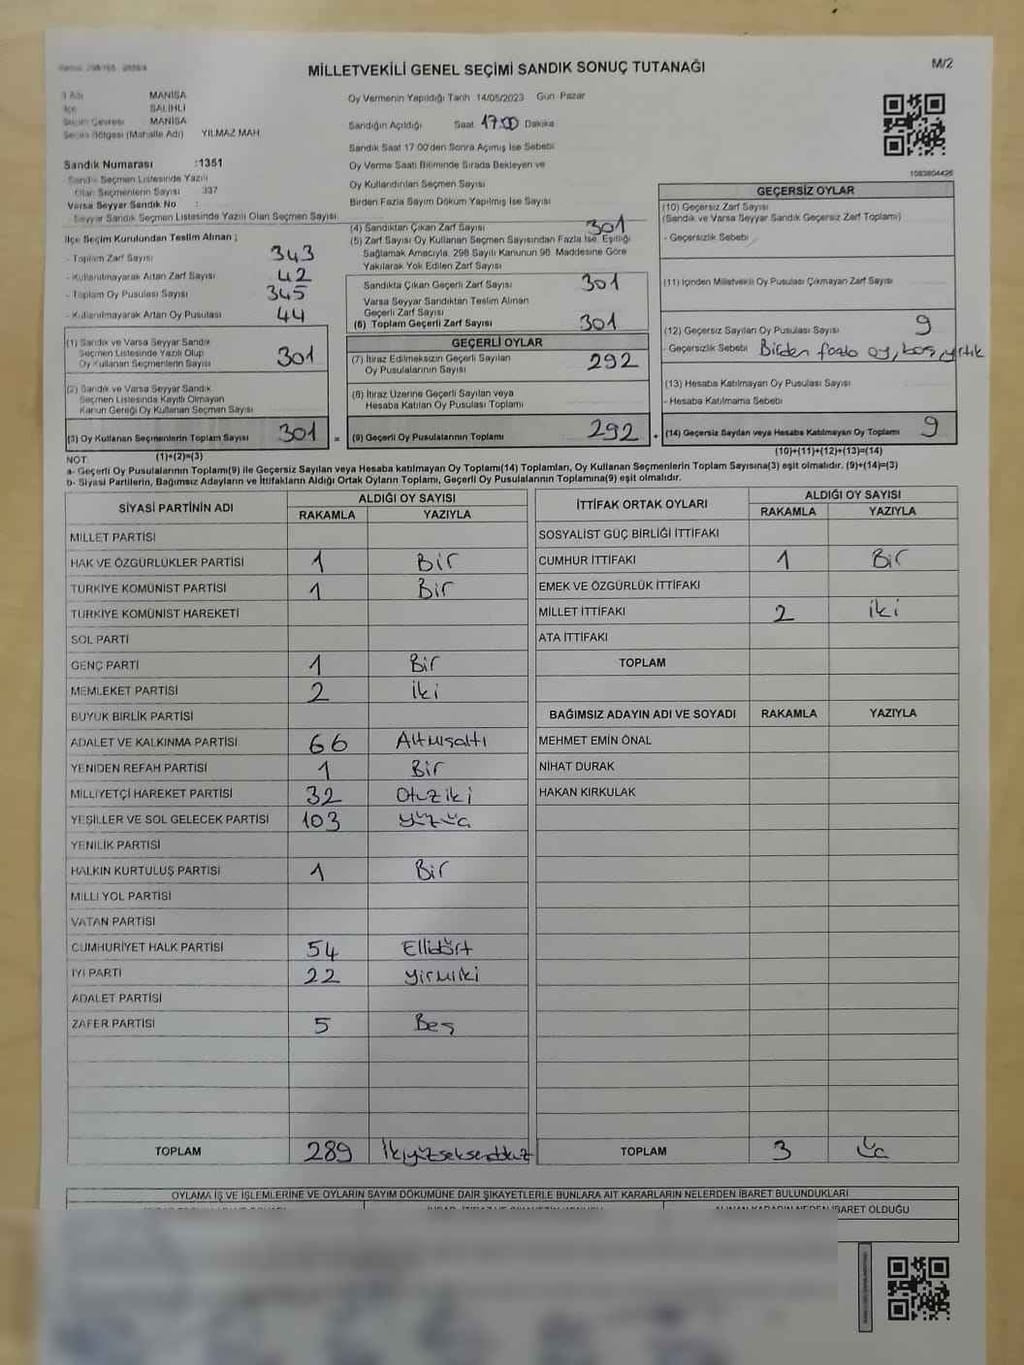 MİLLETVEKİLİ GENEL SEÇİMİ SANDIK SONUÇ TUTANAĞI
M/2
İl Adı MANİSA
İlçe SALİHLİ
Seçim Çevresi MANİSA
Seçim Bölgesi (Mahalle Adı) YILMAZ MAH.
Oy Vermenin Yapıldığı Tarih 14/05/2023 Gün Pazar
Sandığın Açıldığı Saat 17:00 Dakika
Sandık Saat 17 00'den Sonra Açımış İse Sebebi
Oy Verme Saati Bitiminde Sırada Bekleyen ve
Oy Kullandırılan Seçmen Sayısı
Birden Fazla Sayım Döküm Yapılmış İse Sayısı
1083804426
Sandık Numarası :1351
- Sandık Seçmen Listesinde Yazılı
Olan Seçmenlerin Sayısı 337
Varsa Seyyar Sandık No :
- Seyyar Sandık Seçmen Listesinde Yazılı Olan Seçmen Sayısı
İlçe Seçim Kurulundan Teslim Alınan :
- Toplam Zarf Sayısı 343
- Kullanılmayarak Artan Zarf Sayısı 42
- Toplam Oy Pusulası Sayısı 345
- Kullanılmayarak Artan Oy Pusulası 44
(1) Sandık ve Varsa Seyyar Sandık
Seçmen Listesinde Yazılı Olup
Oy Kullanan Seçmenlerin Sayısı 301
(2) Sandık ve Varsa Seyyar Sandık
Seçmen Listesinde Kayıtlı Olmayan
Kanun Gereği Oy Kullanan Seçmen Sayısı
(3) Oy Kullanan Seçmenlerin Toplam Sayısı 301 =
(1)+(2)=(3)
(4) Sandıktan Çıkan Zarf Sayısı 301
(5) Zarf Sayısı Oy Kullanan Seçmen Sayısından Fazla İse, Eşitliği
Sağlamak Amacıyla, 298 Sayılı Kanunun 98. Maddesine Göre
Yakılarak Yok Edilen Zarf Sayısı
Sandıkta Çıkan Geçerli Zarf Sayısı 301
Varsa Seyyar Sandıktan Teslim Alınan
Geçerli Zarf Sayısı
(6) Toplam Geçerli Zarf Sayısı 301
GEÇERLİ OYLAR
(7) İtiraz Edilmeksizin Geçerli Sayılan
Oy Pusulalarının Sayısı 292
(8) İtiraz Üzerine Geçerli Sayılan veya
Hesaba Katılan Oy Pusulası Toplamı
(9) Geçerli Oy Pusulalarının Toplamı 292 +
GEÇERSİZ OYLAR
(10) Geçersiz Zarf Sayısı
(Sandık ve Varsa Seyyar Sandık Geçersiz Zarf Toplamı)
- Geçersizlik Sebebi
(11) İçinden Milletvekili Oy Pusulası Çıkmayan Zarf Sayısı
(12) Geçersiz Sayılan Oy Pusulası Sayısı 9
- Geçersizlik Sebebi Birden fazla oy, boş, yırtık
(13) Hesaba Katılmayan Oy Pusulası Sayısı
- Hesaba Katılmama Sebebi
(14) Geçersiz Sayılan veya Hesaba Katılmayan Oy Toplamı 9
(10)+(11)+(12)+(13)=(14)
NOT:
a- Geçerli Oy Pusulalarının Toplamı(9) ile Geçersiz Sayılan veya Hesaba katılmayan Oy Toplamı(14) Toplamları, Oy Kullanan Seçmenlerin Toplam Sayısına(3) eşit olmalıdır. (9)+(14)=(3)
b- Siyasi Partilerin, Bağımsız Adayların ve İttifakların Aldığı Ortak Oyların Toplamı, Geçerli Oy Pusulalarının Toplamına(9) eşit olmalıdır.
SİYASİ PARTİNİN ADI ALDIĞI OY SAYISI
RAKAMLA YAZIYLA
MİLLET PARTİSİ
HAK VE ÖZGÜRLÜKLER PARTİSİ 1 Bir
TÜRKİYE KOMÜNİST PARTİSİ 1 Bir
TÜRKİYE KOMÜNİST HAREKETİ
SOL PARTİ
GENÇ PARTİ 1 Bir
MEMLEKET PARTİSİ 2 iki
BÜYÜK BİRLİK PARTİSİ
ADALET VE KALKINMA PARTİSİ 66 Altmışaltı
YENİDEN REFAH PARTİSİ 1 Bir
MİLLİYETÇİ HAREKET PARTİSİ 32 Otuziki
YEŞİLLER VE SOL GELECEK PARTİSİ 103 yüzüç
YENİLİK PARTİSİ
HALKIN KURTULUŞ PARTİSİ 1 Bir
MİLLİ YOL PARTİSİ
VATAN PARTİSİ
CUMHURİYET HALK PARTİSİ 54 Ellidört
İYİ PARTİ 22 yirmiiki
ADALET PARTİSİ
ZAFER PARTİSİ 5 Beş
TOPLAM 289 İkiyüzseksendokuz
İTTİFAK ORTAK OYLARI ALDIĞI OY SAYISI
RAKAMLA YAZIYLA
SOSYALİST GÜÇ BİRLİĞİ İTTİFAKI
CUMHUR İTTİFAKI 1 Bir
EMEK VE ÖZGÜRLÜK İTTİFAKI
MİLLET İTTİFAKI 2 iki
ATA İTTİFAKI
TOPLAM
BAĞIMSIZ ADAYIN ADI VE SOYADI RAKAMLA YAZIYLA
MEHMET EMİN ÖNAL
NİHAT DURAK
HAKAN KIRKULAK
TOPLAM 3 üç
OYLAMA İŞ VE İŞLEMLERİNE VE OYLARIN SAYIM DÖKÜMÜNE DAİR ŞİKAYETLERLE BUNLARA AİT KARARLARIN NELERDEN İBARET BULUNDUKLARI
ALINAN KARARIN NEDEN İBARET OLDUĞU